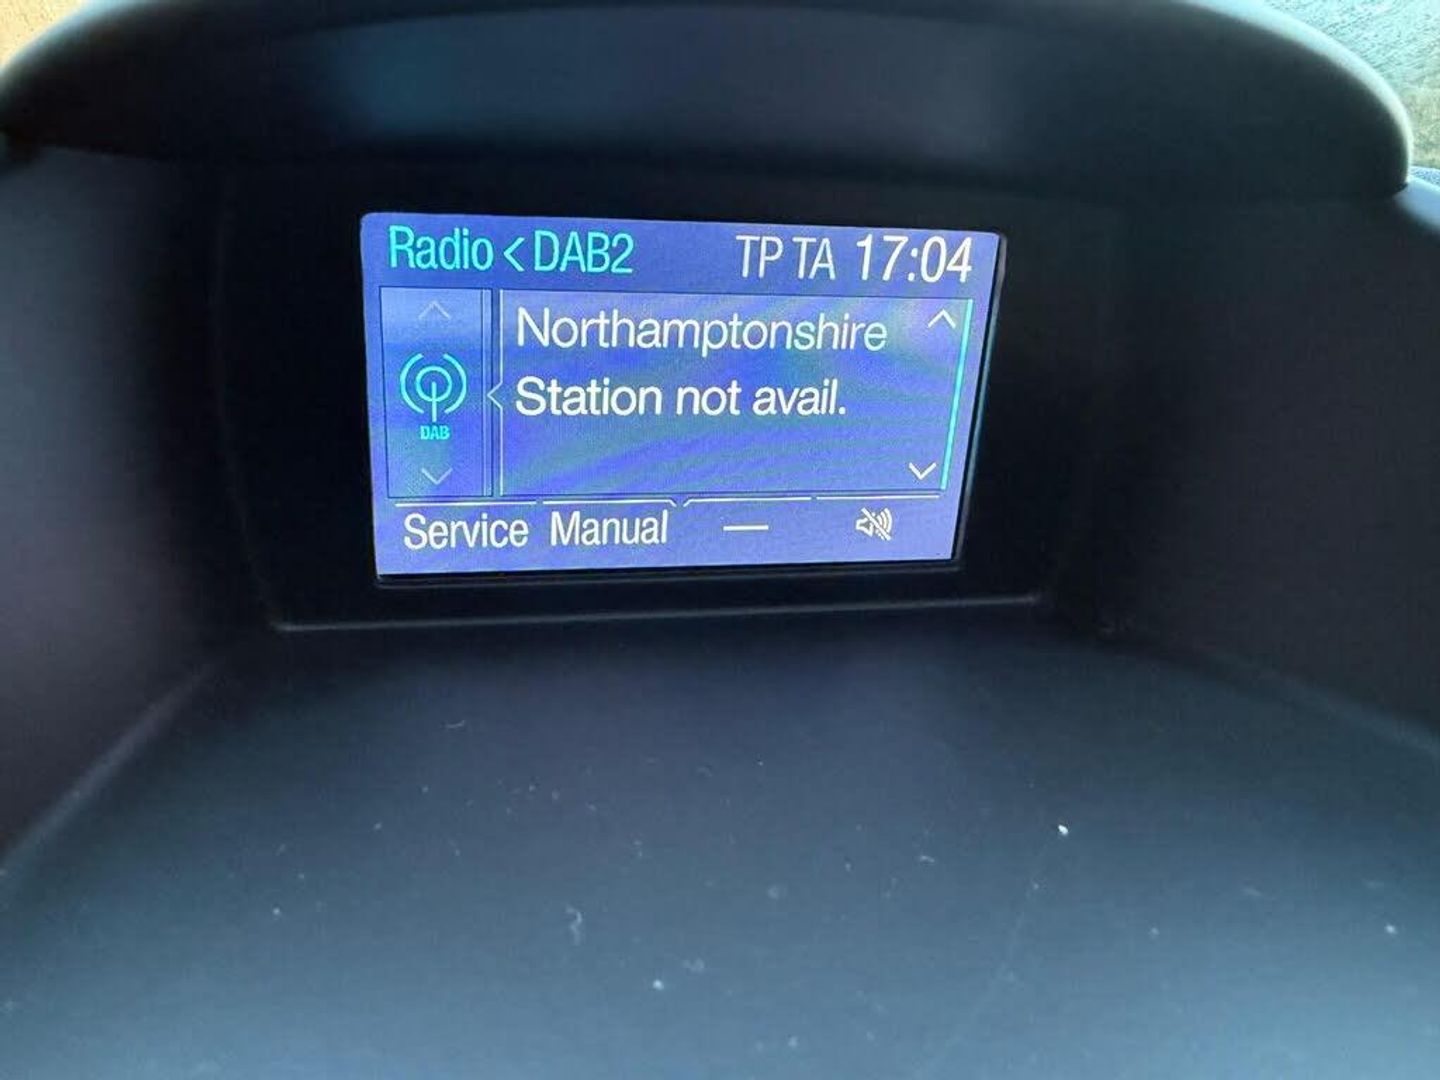 Radio < DAB2 TP TA 17:04
Northamptonshire
DAB
Station not avail.
Service Manual —